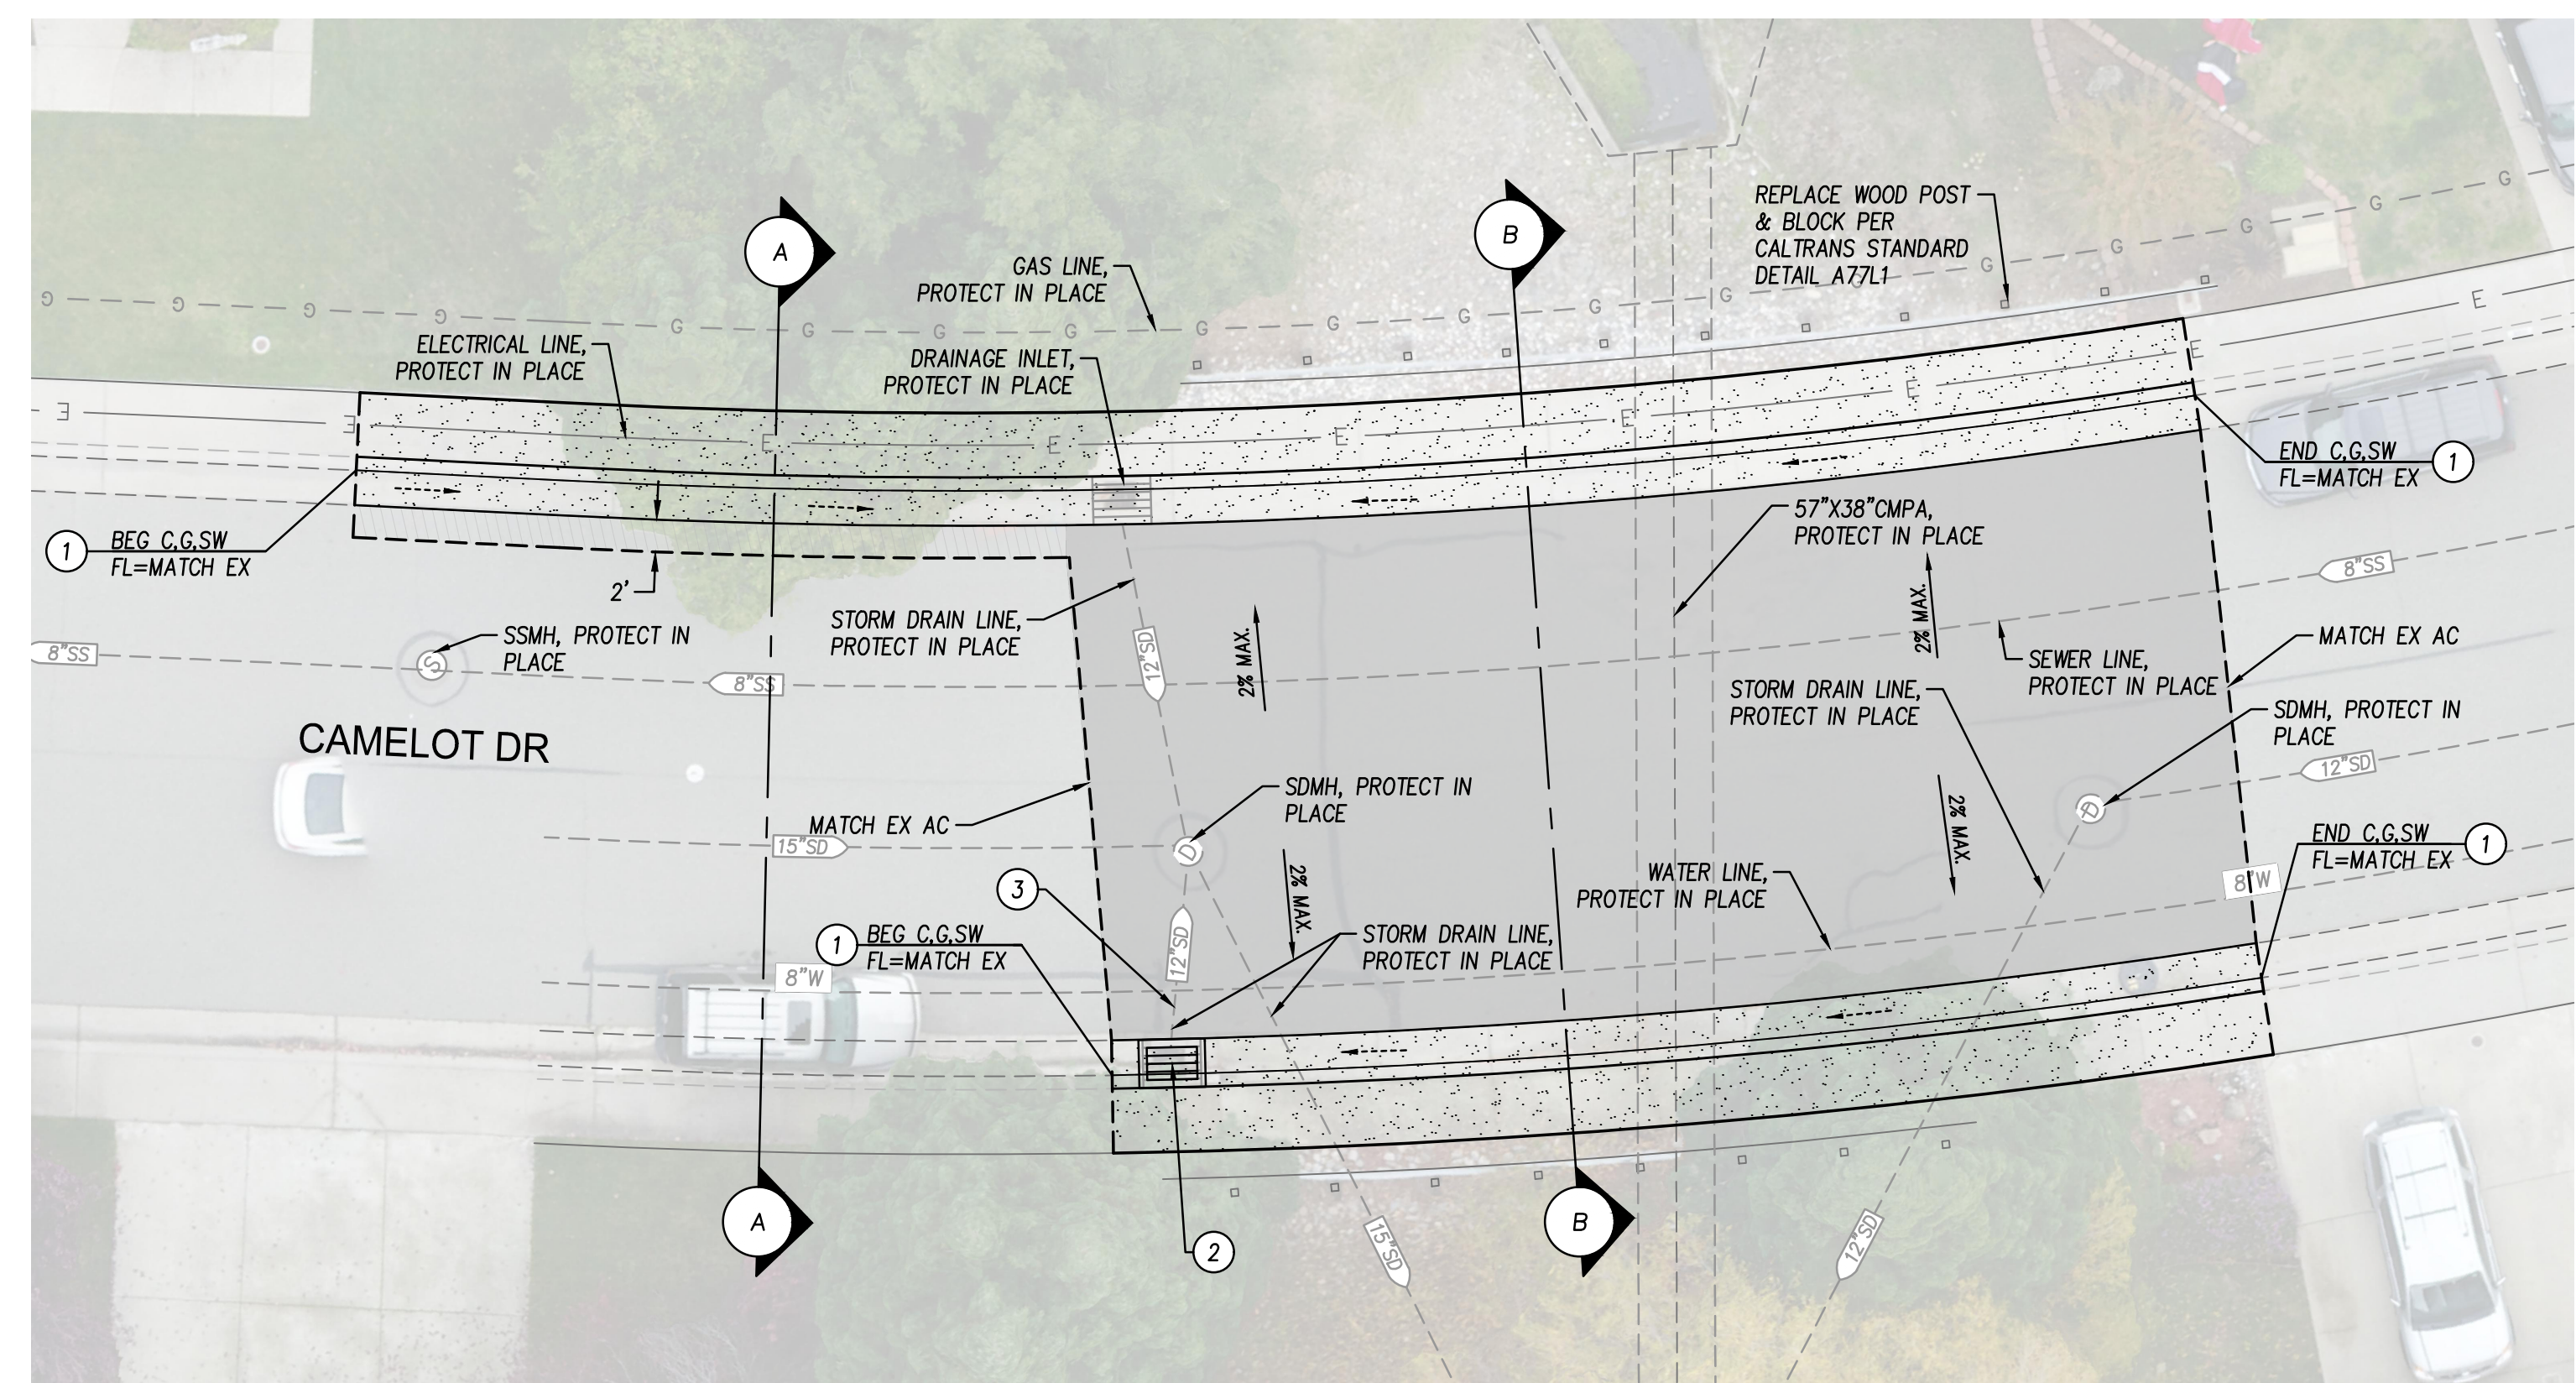 REPLACE WOOD POST
& BLOCK PER
CALTRANS STANDARD
DETAIL A77L1
A
B
GAS LINE,
PROTECT IN PLACE
G G G G G G G G G G G G G G G G G G G
ELECTRICAL LINE,
PROTECT IN PLACE
DRAINAGE INLET,
PROTECT IN PLACE
E E E E E E E E E
END C,G,SW
FL=MATCH EX
1
1
BEG C,G,SW
FL=MATCH EX
57"X38"CMPA,
PROTECT IN PLACE
2'
8"SS
STORM DRAIN LINE,
PROTECT IN PLACE
2% MAX.
2% MAX.
SSMH, PROTECT IN
PLACE
S
8"SS
8"SS
12"SD
MATCH EX AC
SEWER LINE,
PROTECT IN PLACE
STORM DRAIN LINE,
PROTECT IN PLACE
SDMH, PROTECT IN
PLACE
CAMELOT DR
12"SD
SDMH, PROTECT IN
PLACE
D
D
MATCH EX AC
15"SD
2% MAX.
2% MAX.
END C,G,SW
FL=MATCH EX
1
3
WATER LINE,
PROTECT IN PLACE
8"W
1
BEG C,G,SW
FL=MATCH EX
12"SD
STORM DRAIN LINE,
PROTECT IN PLACE
8"W
A
B
2
15"SD
12"SD